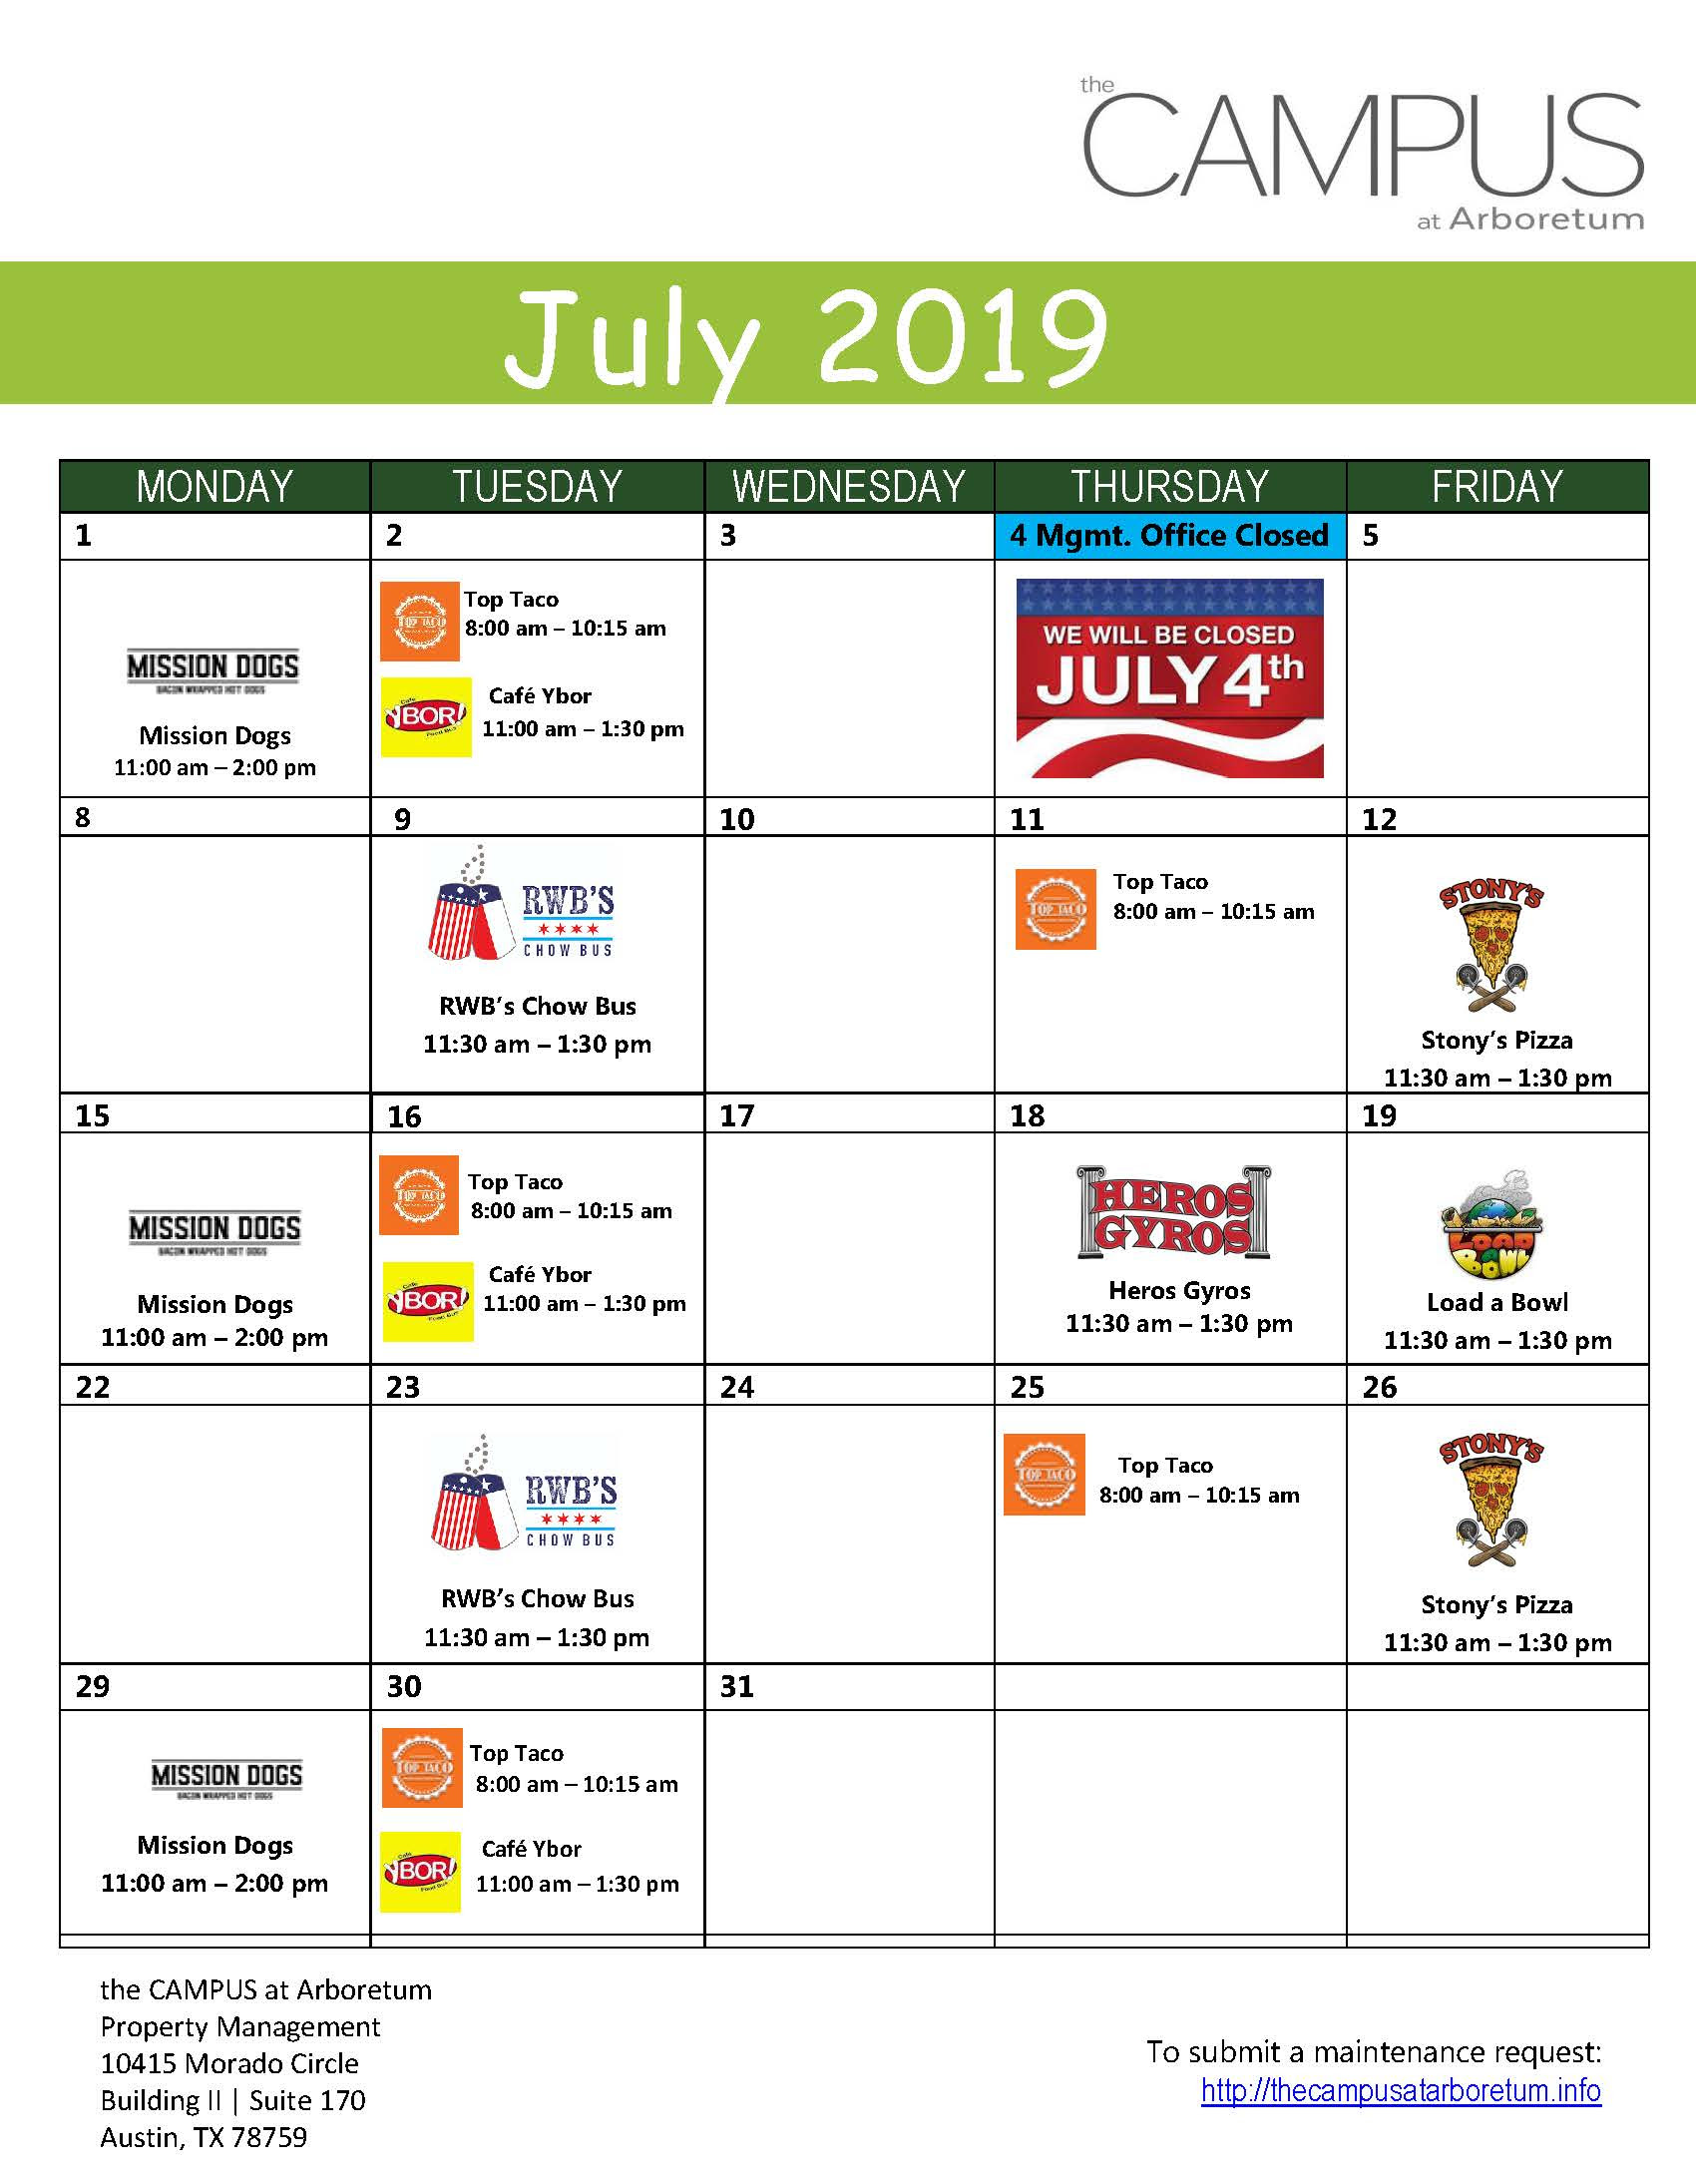 the
CAMPUS
at Arboretum
July 2019
MONDAY TUESDAY WEDNESDAY THURSDAY FRIDAY
1 2 3 4 Mgmt. Office Closed 5
MISSION DOGS
BACON WRAPPED HOT DOGS
Mission Dogs
11:00 am – 2:00 pm
TOP TACO
Top Taco
8:00 am – 10:15 am
Cafe
YBOR!
Food Bus
Café Ybor
11:00 am – 1:30 pm
WE WILL BE CLOSED
JULY 4th
8 9 10 11 12
RWB'S
CHOW BUS
RWB's Chow Bus
11:30 am – 1:30 pm
TOP TACO
Top Taco
8:00 am – 10:15 am
STONY'S
Stony's Pizza
11:30 am – 1:30 pm
15 16 17 18 19
MISSION DOGS
BACON WRAPPED HOT DOGS
Mission Dogs
11:00 am – 2:00 pm
TOP TACO
Top Taco
8:00 am – 10:15 am
Cafe
YBOR!
Food Bus
Café Ybor
11:00 am – 1:30 pm
HEROS
GYROS
Heros Gyros
11:30 am – 1:30 pm
LOAD
BOWL
Load a Bowl
11:30 am – 1:30 pm
22 23 24 25 26
RWB'S
CHOW BUS
RWB's Chow Bus
11:30 am – 1:30 pm
TOP TACO
Top Taco
8:00 am – 10:15 am
STONY'S
Stony's Pizza
11:30 am – 1:30 pm
29 30 31
MISSION DOGS
BACON WRAPPED HOT DOGS
Mission Dogs
11:00 am – 2:00 pm
TOP TACO
Top Taco
8:00 am – 10:15 am
Cafe
YBOR!
Food Bus
Café Ybor
11:00 am – 1:30 pm
the CAMPUS at Arboretum
Property Management
10415 Morado Circle
Building II | Suite 170
Austin, TX 78759
To submit a maintenance request:
http://thecampusatarboretum.info